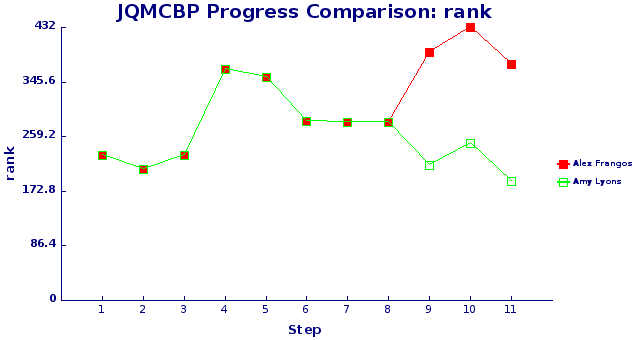 JQMCBP Progress Comparison: rank
432
345.6
259.2
172.8
86.4
0
rank
1 2 3 4 5 6 7 8 9 10 11
Step
Alex Frangos
Amy Lyons